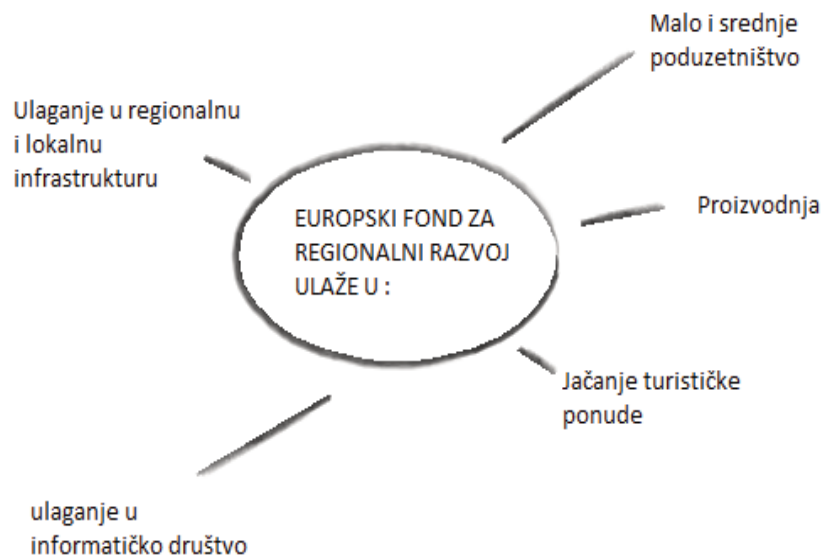 Malo i srednje
poduzetništvo
Ulaganje u regionalnu
i lokalnu
infrastrukturu
EUROPSKI FOND ZA
REGIONALNI RAZVOJ
ULAŽE U :
Proizvodnja
Jačanje turističke
ponude
ulaganje u
informatičko društvo